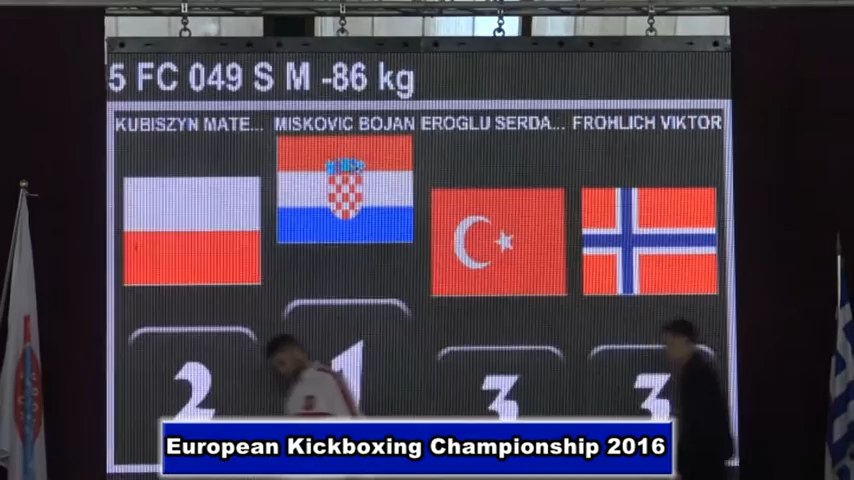 5 FC 049 S M -86 kg
KUBISZYN MATE... MISKOVIC BOJAN EROGLU SERDA... FROHLICH VIKTOR
2 1 3 3
European Kickboxing Championship 2016